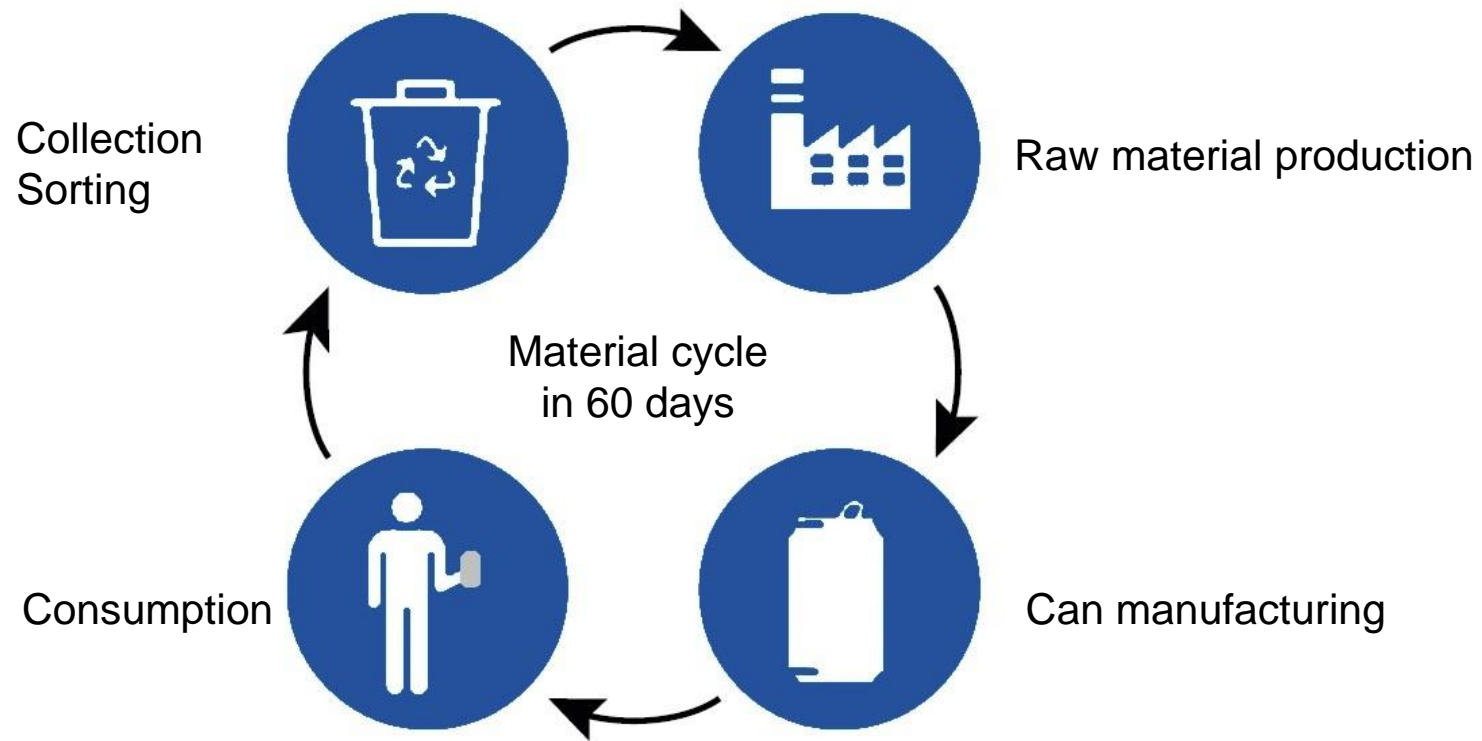 Collection
Sorting
Raw material production
Material cycle
in 60 days
Consumption
Can manufacturing